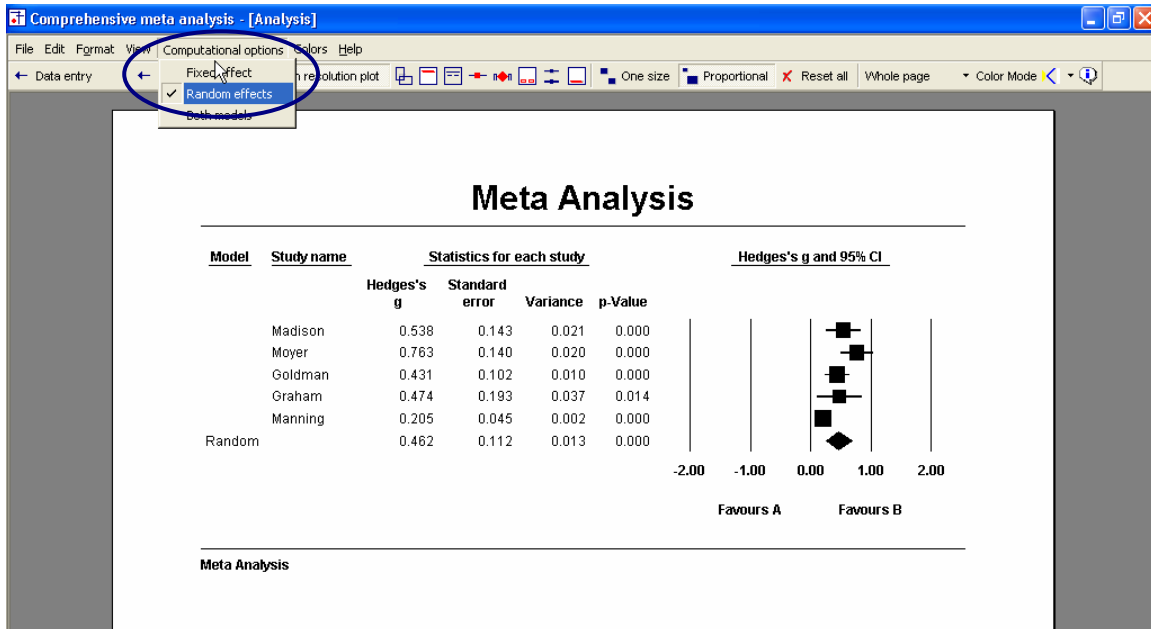 Comprehensive meta analysis - [Analysis]
File Edit Format View Computational options Colors Help
← Data entry ← n resolution plot One size Proportional Reset all Whole page Color Mode
Fixed effect
Random effects
Both models
Meta Analysis
Model Study name Statistics for each study Hedges's g and 95% CI
Hedges's g Standard error Variance p-Value
Madison 0.538 0.143 0.021 0.000
Moyer 0.763 0.140 0.020 0.000
Goldman 0.431 0.102 0.010 0.000
Graham 0.474 0.193 0.037 0.014
Manning 0.205 0.045 0.002 0.000
Random 0.462 0.112 0.013 0.000
-2.00 -1.00 0.00 1.00 2.00
Favours A Favours B
Meta Analysis